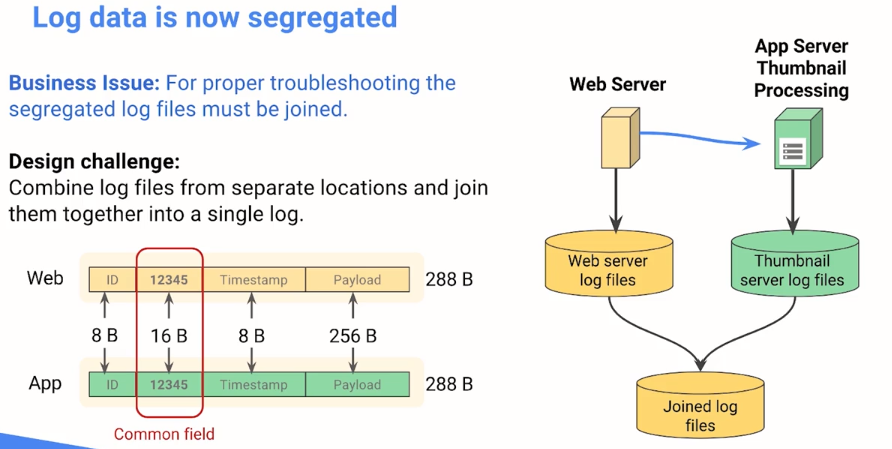 Log data is now segregated
Business Issue: For proper troubleshooting the
segregated log files must be joined.
Design challenge:
Combine log files from separate locations and join
them together into a single log.
Web
ID
12345
Timestamp
Payload
288 B
8 B
16 B
8 B
256 B
App
ID
12345
Timestamp
Payload
288 B
Common field
Web Server
App Server
Thumbnail
Processing
Web server
log files
Thumbnail
server log files
Joined log
files